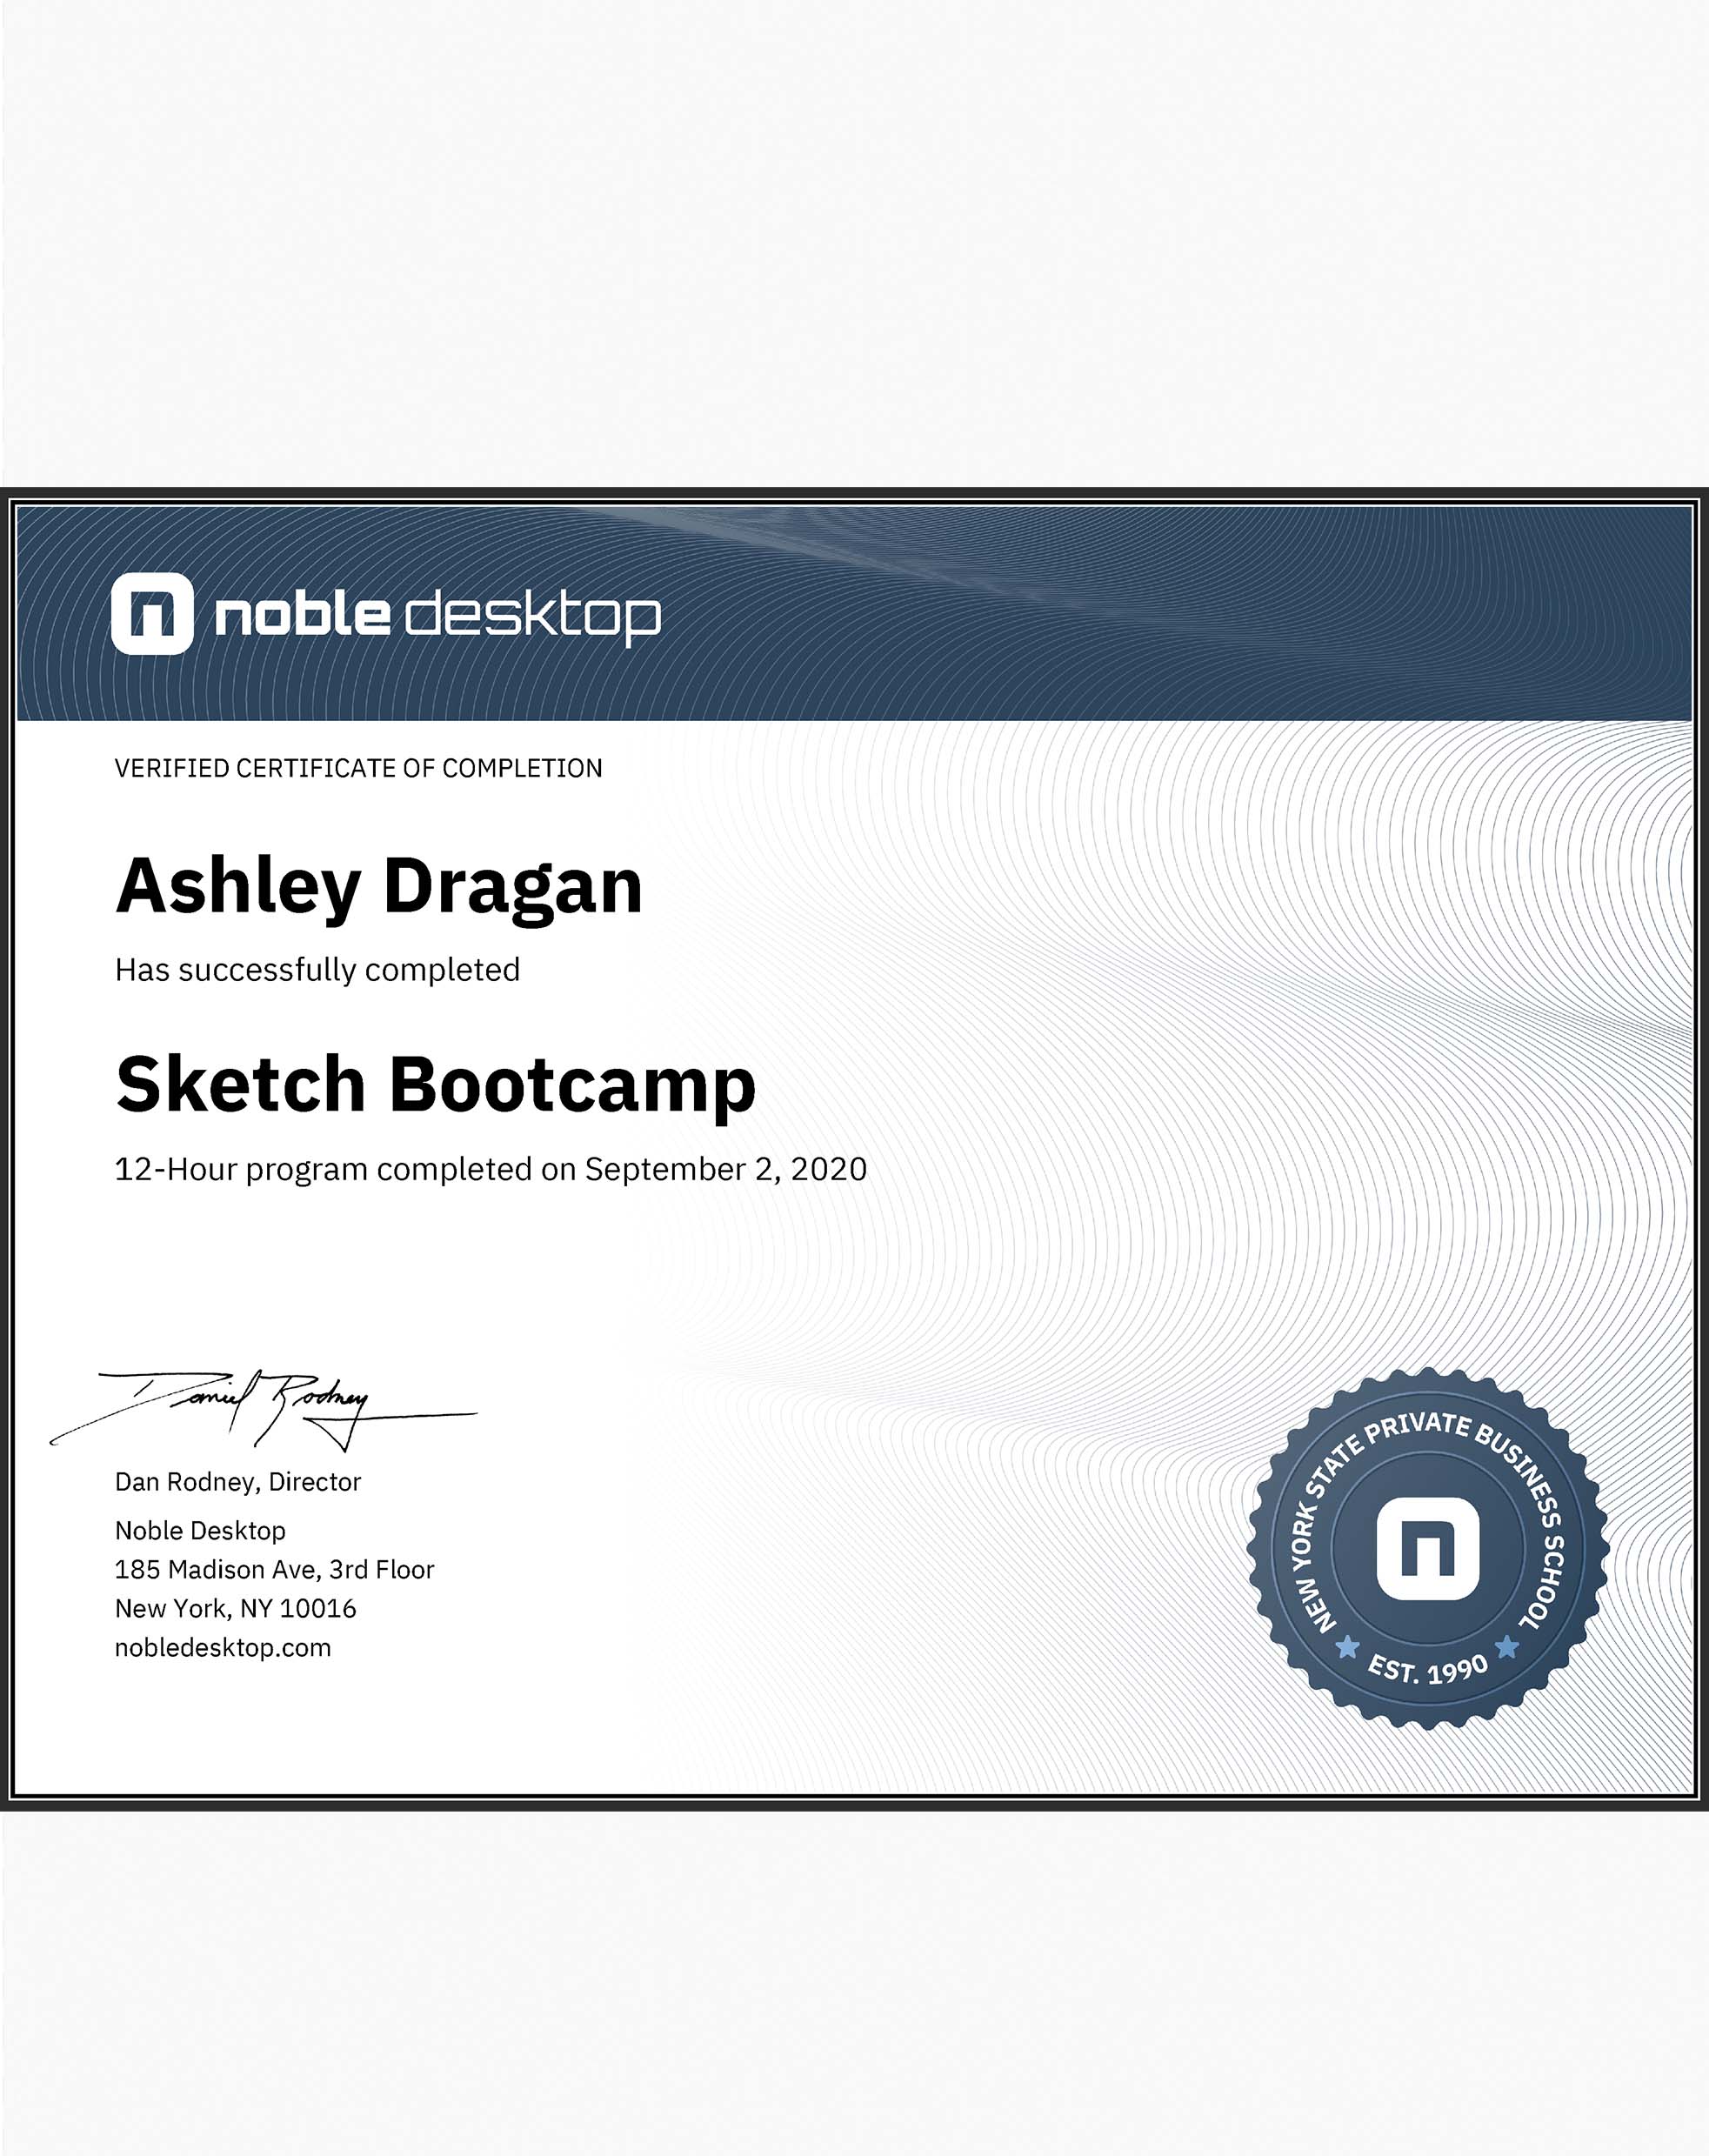 noble desktop
VERIFIED CERTIFICATE OF COMPLETION
Ashley Dragan
Has successfully completed
Sketch Bootcamp
12-Hour program completed on September 2, 2020
Daniel Rodney
Dan Rodney, Director
Noble Desktop
185 Madison Ave, 3rd Floor
New York, NY 10016
nobledesktop.com
NEW YORK STATE PRIVATE BUSINESS SCHOOL
n
EST. 1990